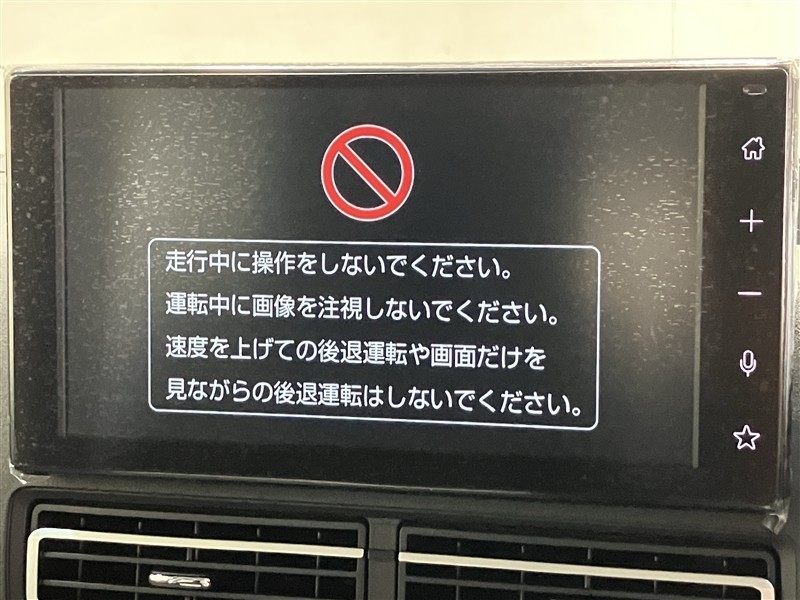 走行中に操作をしないでください。
運転中に画像を注視しないでください。
速度を上げての後退運転や画面だけを
見ながらの後退運転はしないでください。